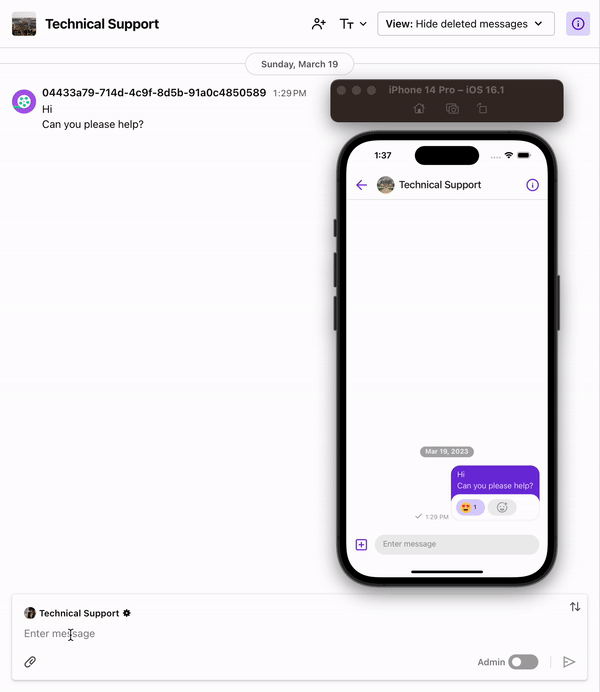 Technical Support
View: Hide deleted messages
Sunday, March 19
04433a79-714d-4c9f-8d5b-91a0c4850589 1:29 PM
Hi
Can you please help?
iPhone 14 Pro – iOS 16.1
1:37
Technical Support
Mar 19, 2023
Hi
Can you please help?
1
1:29 PM
Enter message
Technical Support
Enter message
Admin